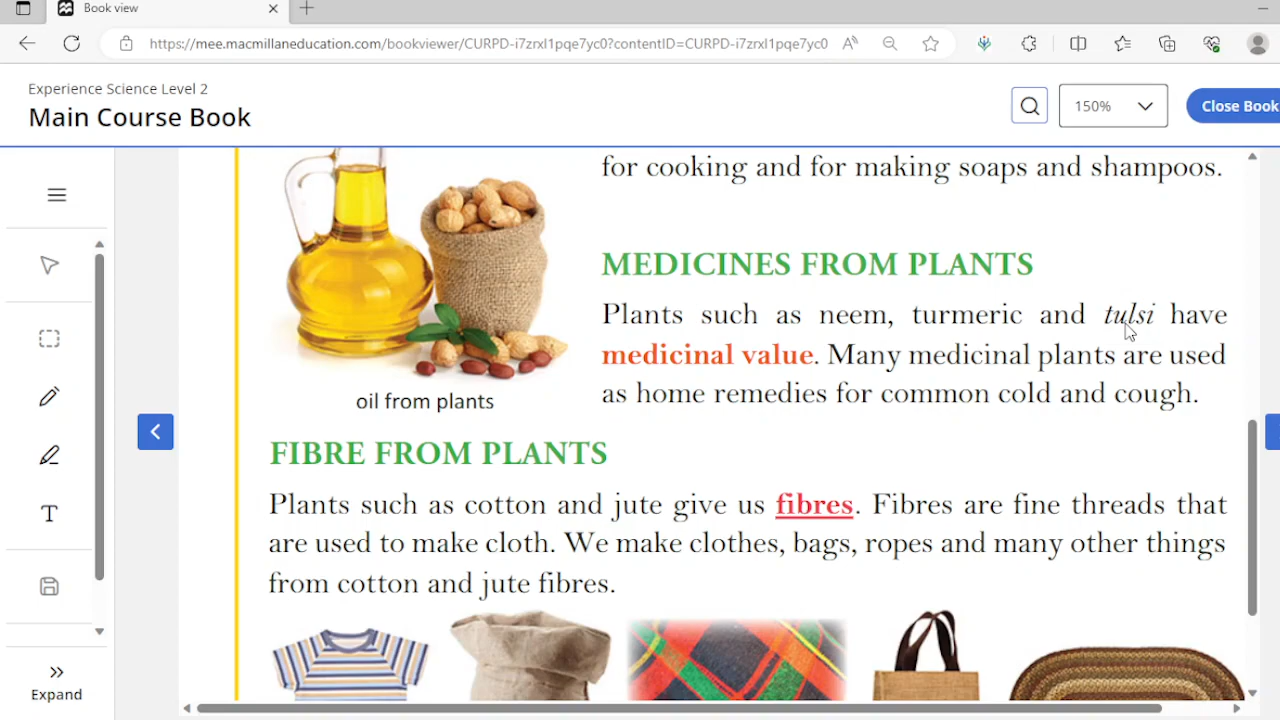 Book view
https://mee.macmillaneducation.com/bookviewer/CURPD-i7zrxl1pqe7yc0?contentID=CURPD-i7zrxl1pqe7yc0
Experience Science Level 2
Main Course Book
150%
Close Book
for cooking and for making soaps and shampoos.
MEDICINES FROM PLANTS
Plants such as neem, turmeric and tulsi have
medicinal value. Many medicinal plants are used
as home remedies for common cold and cough.
oil from plants
FIBRE FROM PLANTS
Plants such as cotton and jute give us fibres. Fibres are fine threads that
are used to make cloth. We make clothes, bags, ropes and many other things
from cotton and jute fibres.
T
Expand